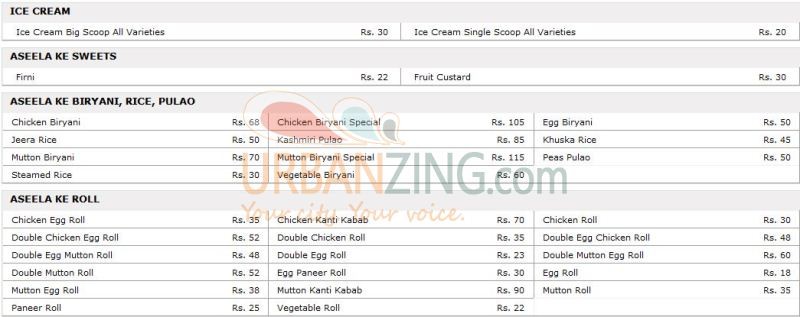 ICE CREAM
Ice Cream Big Scoop All Varieties Rs. 30 Ice Cream Single Scoop All Varieties Rs. 20
ASEELA KE SWEETS
Firni Rs. 22 Fruit Custard Rs. 30
ASEELA KE BIRYANI, RICE, PULAO
Chicken Biryani Rs. 68 Chicken Biryani Special Rs. 105 Egg Biryani Rs. 50
Jeera Rice Rs. 50 Kashmiri Pulao Rs. 85 Khuska Rice Rs. 45
Mutton Biryani Rs. 70 Mutton Biryani Special Rs. 115 Peas Pulao Rs. 50
Steamed Rice Rs. 30 Vegetable Biryani Rs. 60
URBANZING.com
Your city. Your voice.
ASEELA KE ROLL
Chicken Egg Roll Rs. 35 Chicken Kanti Kabab Rs. 70 Chicken Roll Rs. 30
Double Chicken Egg Roll Rs. 52 Double Chicken Roll Rs. 35 Double Egg Chicken Roll Rs. 48
Double Egg Mutton Roll Rs. 48 Double Egg Roll Rs. 23 Double Mutton Egg Roll Rs. 60
Double Mutton Roll Rs. 52 Egg Paneer Roll Rs. 30 Egg Roll Rs. 18
Mutton Egg Roll Rs. 38 Mutton Kanti Kabab Rs. 90 Mutton Roll Rs. 35
Paneer Roll Rs. 25 Vegetable Roll Rs. 22